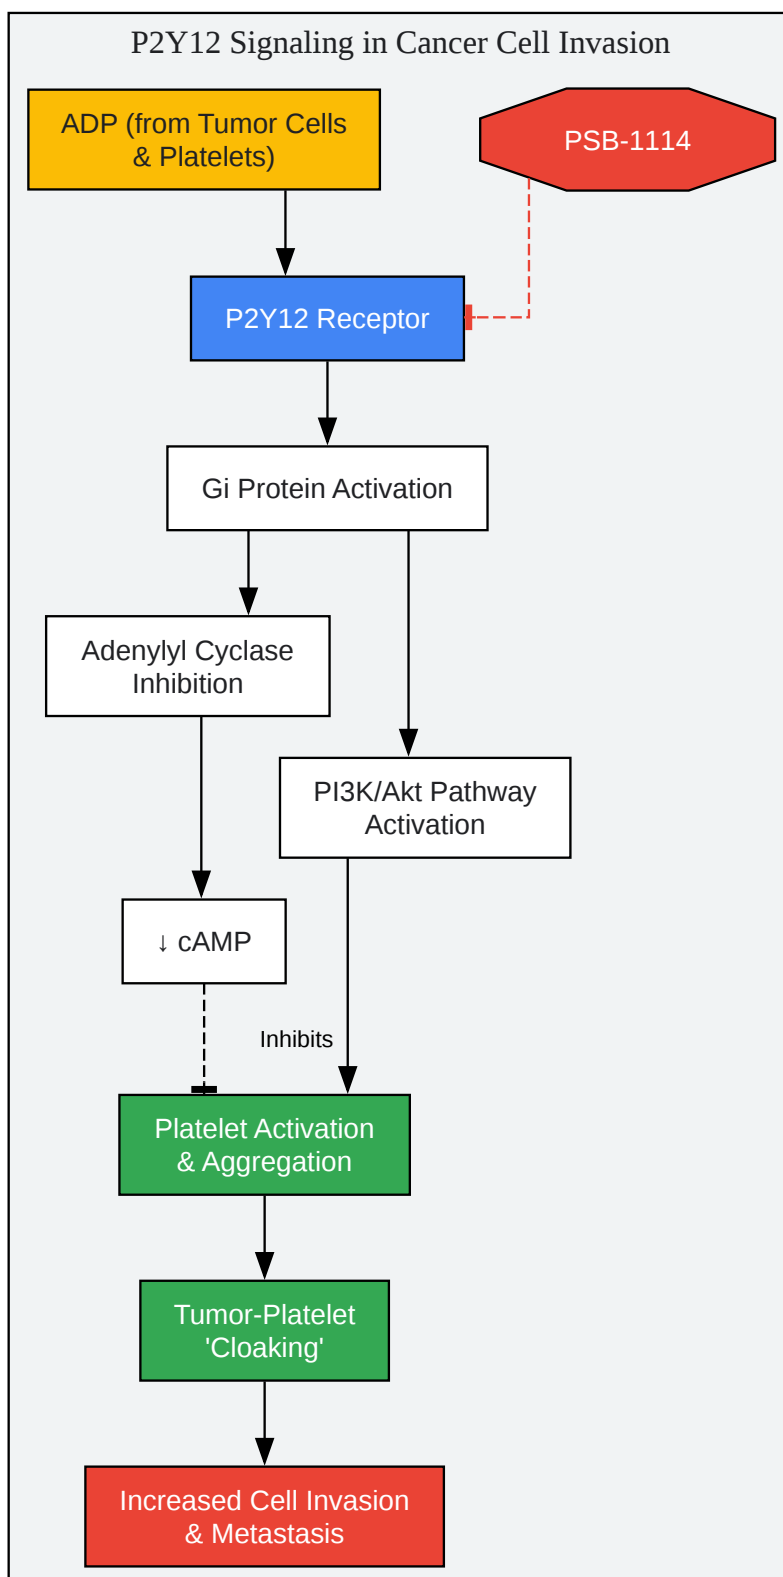 P2Y12 Signaling in Cancer Cell Invasion
ADP (from Tumor Cells
& Platelets)
PSB-1114
P2Y12 Receptor
Gi Protein Activation
Adenylyl Cyclase
Inhibition
PI3K/Akt Pathway
Activation
↓ cAMP
Inhibits
Platelet Activation
& Aggregation
Tumor-Platelet
'Cloaking'
Increased Cell Invasion
& Metastasis